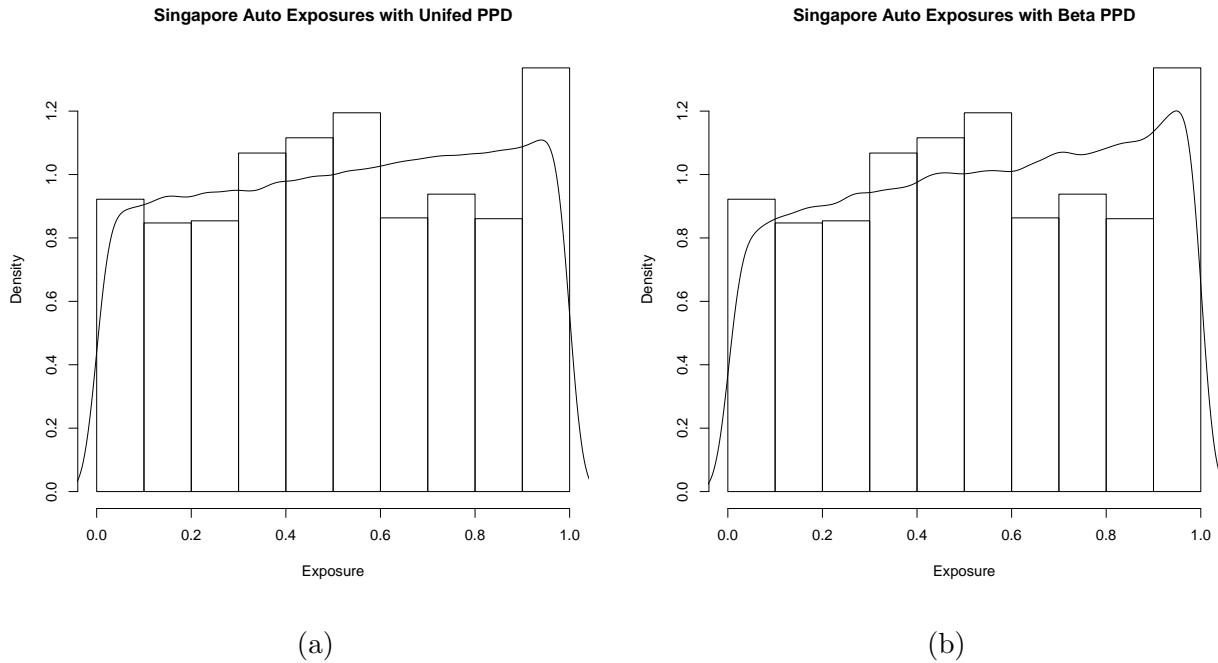 Singapore Auto Exposures with Unifed PPD
Density
0.0 0.2 0.4 0.6 0.8 1.0 1.2
0.0 0.2 0.4 0.6 0.8 1.0
Exposure
(a)
Singapore Auto Exposures with Beta PPD
Density
0.0 0.2 0.4 0.6 0.8 1.0 1.2
0.0 0.2 0.4 0.6 0.8 1.0
Exposure
(b)